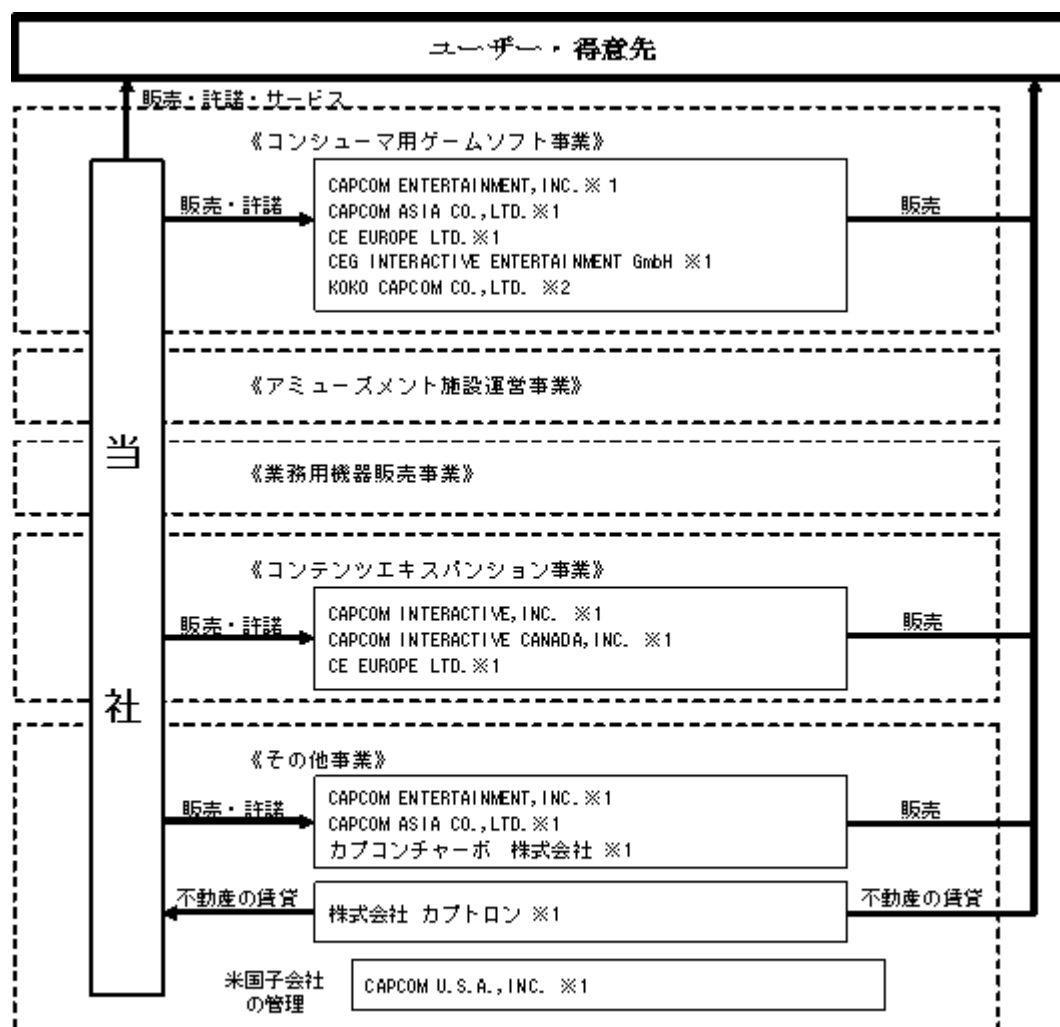 ユーザー・得意先
販売・許諾・サービス
《コンシューマ用ゲームソフト事業》
販売・許諾
CAPCOM ENTERTAINMENT,INC.※1
CAPCOM ASIA CO.,LTD.※1
CE EUROPE LTD.※1
CEG INTERACTIVE ENTERTAINMENT GmbH ※1
KOKO CAPCOM CO.,LTD. ※2
販売
《アミューズメント施設運営事業》
当
社
《業務用機器販売事業》
《コンテンツエキスパンション事業》
販売・許諾
CAPCOM INTERACTIVE,INC. ※1
CAPCOM INTERACTIVE CANADA,INC. ※1
CE EUROPE LTD.※1
販売
《その他事業》
販売・許諾
CAPCOM ENTERTAINMENT,INC.※1
CAPCOM ASIA CO.,LTD.※1
カプコンチャーボ 株式会社 ※1
販売
不動産の賃貸
株式会社 カプトロン ※1
不動産の賃貸
米国子会社
の管理
CAPCOM U.S.A.,INC. ※1